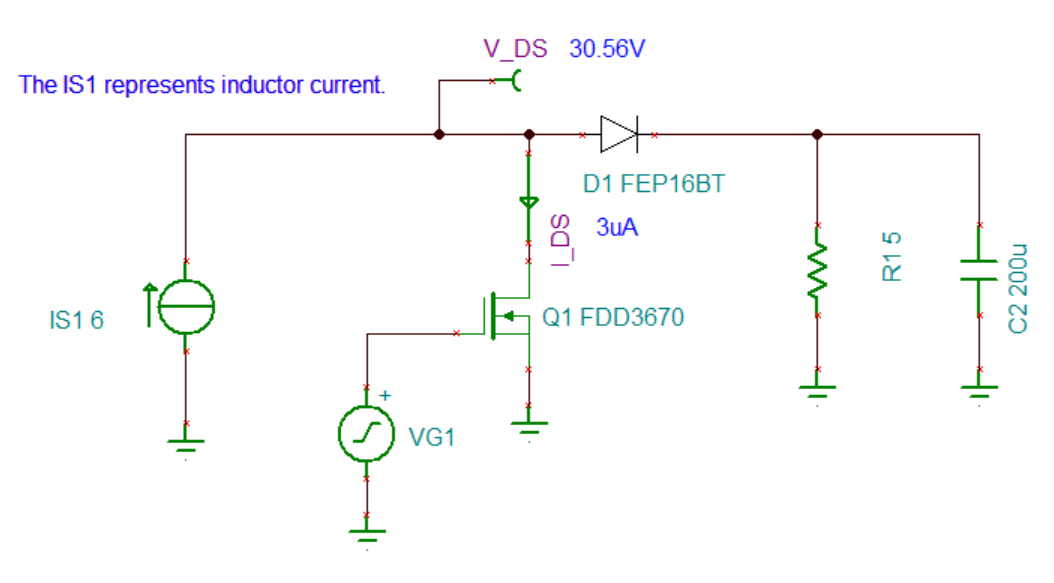 V_DS 30.56V
The IS1 represents inductor current.
D1 FEP16BT
I_DS
3uA
R1 5
C2 200u
IS1 6
Q1 FDD3670
+
VG1